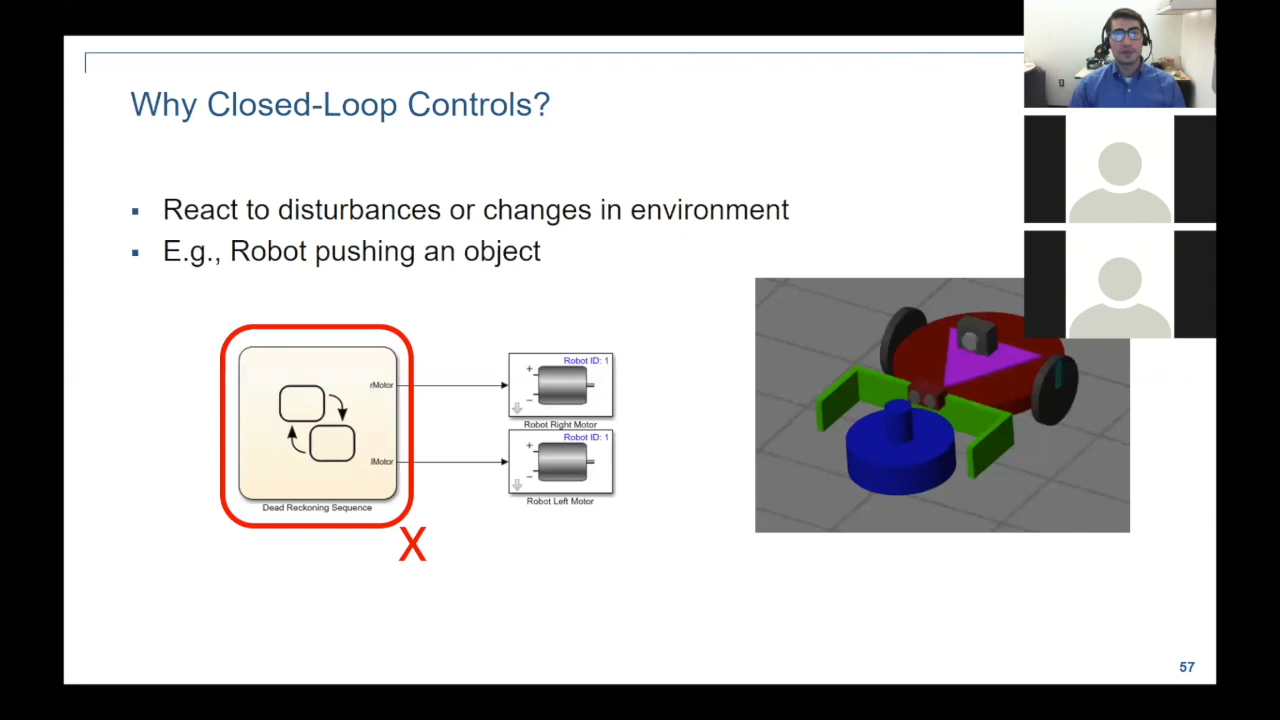 Why Closed-Loop Controls?
React to disturbances or changes in environment
E.g., Robot pushing an object
rMotor
lMotor
Dead Reckoning Sequence
X
Robot ID: 1
+
−
Robot Right Motor
Robot ID: 1
+
−
Robot Left Motor
57